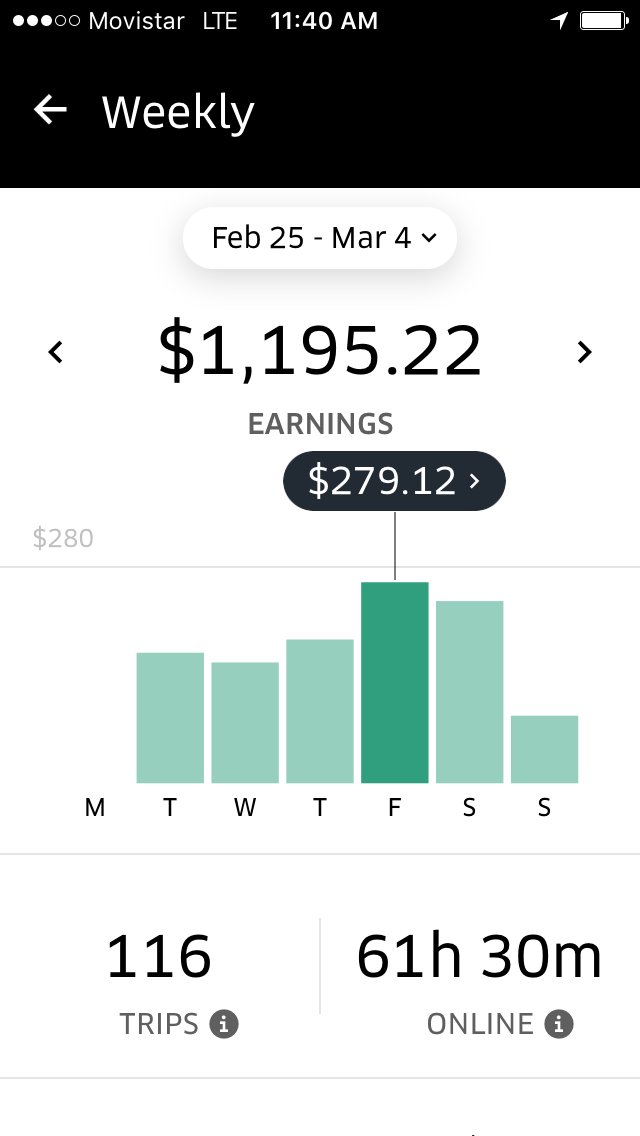 Movistar LTE 11:40 AM
Weekly
Feb 25 - Mar 4
$1,195.22
EARNINGS
$279.12
$280
M T W T F S S
116 61h 30m
TRIPS ONLINE